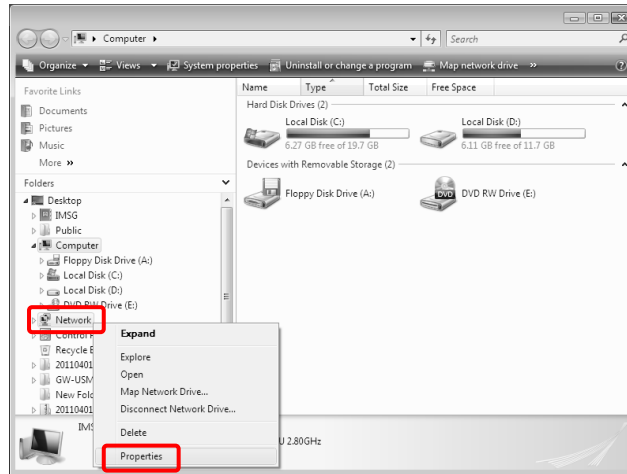 Computer
Search
Organize Views System properties Uninstall or change a program Map network drive »
Favorite Links
Documents
Pictures
Music
More »
Folders
Desktop
IMSG
Public
Computer
Floppy Disk Drive (A:)
Local Disk (C:)
Local Disk (D:)
DVD RW Drive (E:)
Network
Control
Recycle
20110401
GW-USM
New Fold
20110401
Name Type Total Size Free Space
Hard Disk Drives (2)
Local Disk (C:) Local Disk (D:)
6.27 GB free of 19.7 GB 6.11 GB free of 11.7 GB
Devices with Removable Storage (2)
Floppy Disk Drive (A:) DVD RW Drive (E:)
Expand
Explore
Open
Map Network Drive...
Disconnect Network Drive...
Delete
Properties
IMS
U 2.80GHz